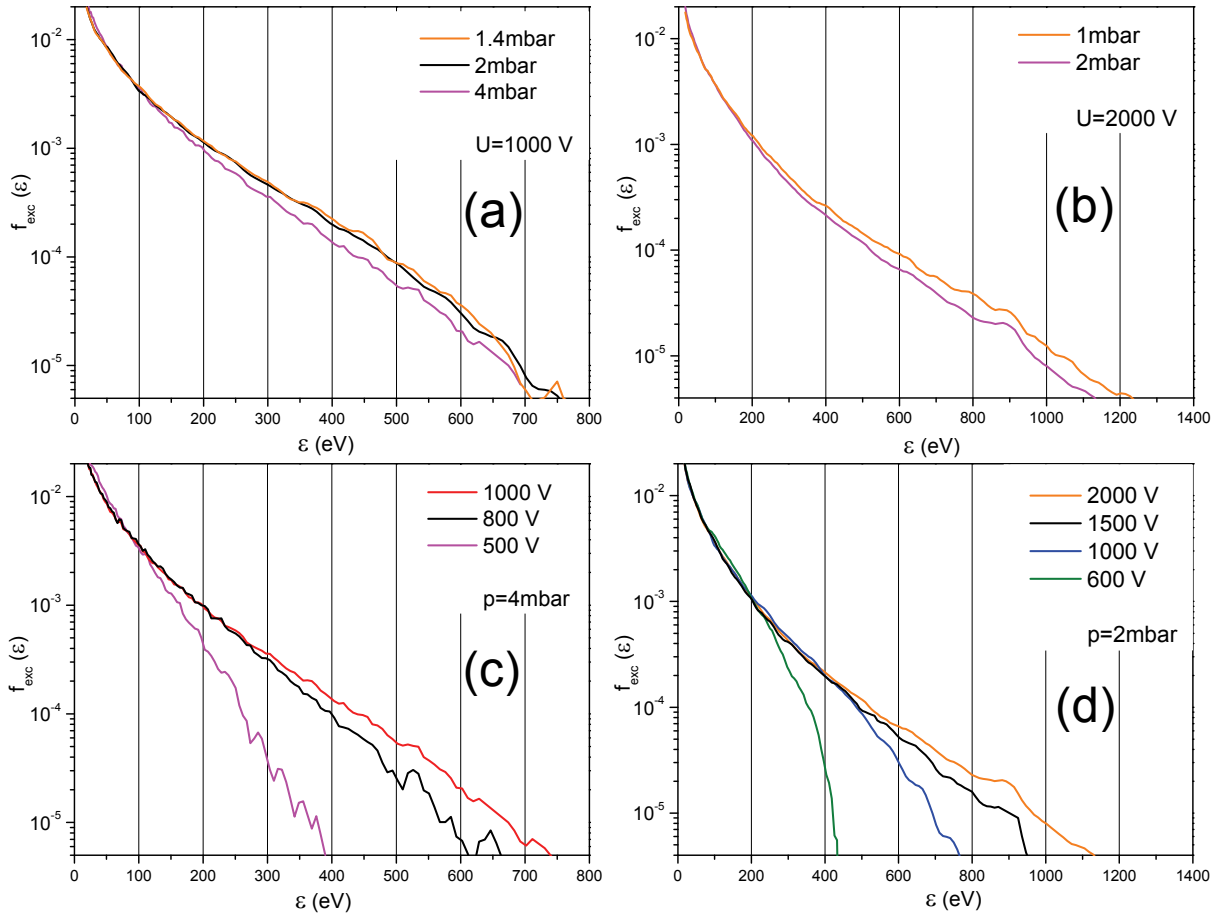 10⁻²
10⁻³
10⁻⁴
10⁻⁵
f_exc (ε)
1.4mbar
2mbar
4mbar
U=1000 V
(a)
0 100 200 300 400 500 600 700 800
ε (eV)
10⁻²
10⁻³
10⁻⁴
10⁻⁵
f_exc (ε)
1mbar
2mbar
U=2000 V
(b)
0 200 400 600 800 1000 1200 1400
ε (eV)
10⁻²
10⁻³
10⁻⁴
10⁻⁵
f_exc (ε)
1000 V
800 V
500 V
p=4mbar
(c)
0 100 200 300 400 500 600 700 800
ε (eV)
10⁻²
10⁻³
10⁻⁴
10⁻⁵
f_exc (ε)
2000 V
1500 V
1000 V
600 V
p=2mbar
(d)
0 200 400 600 800 1000 1200 1400
ε (eV)